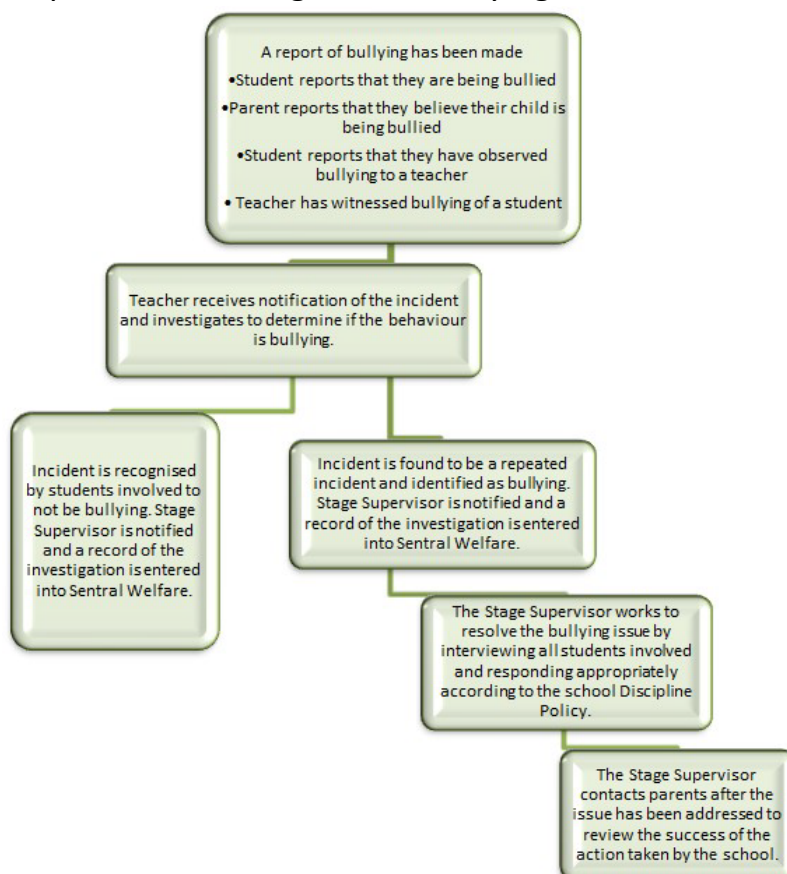 A report of bullying has been made
•Student reports that they are being bullied
•Parent reports that they believe their child is
being bullied
•Student reports that they have observed
bullying to a teacher
• Teacher has witnessed bullying of a student
Teacher receives notification of the incident
and investigates to determine if the behaviour
is bullying.
Incident is recognised
by students involved to
not be bullying. Stage
Supervisor is notified
and a record of the
investigation is entered
into Sentral Welfare.
Incident is found to be a repeated
incident and identified as bullying.
Stage Supervisor is notified and a
record of the investigation is entered
into Sentral Welfare.
The Stage Supervisor works to
resolve the bullying issue by
interviewing all students involved
and responding appropriately
according to the school Discipline
Policy.
The Stage Supervisor
contacts parents after the
issue has been addressed to
review the success of the
action taken by the school.